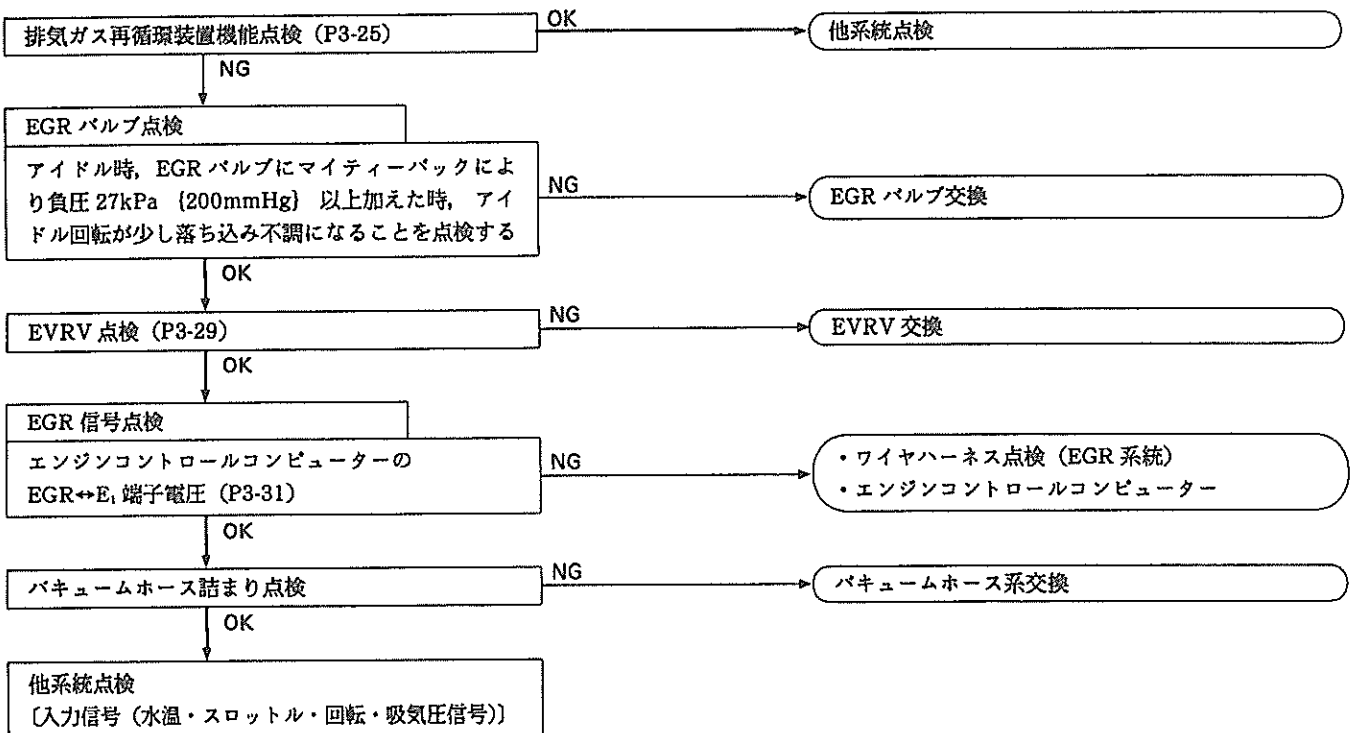 排気ガス再循環装置機能点検（P3-25）
OK
他系統点検
NG
EGR バルブ点検
アイドル時，EGR バルブにマイティーバックによ
り負圧 27kPa {200mmHg} 以上加えた時，アイ
ドル回転が少し落ち込み不調になることを点検する
NG
EGR バルブ交換
OK
EVRV 点検（P3-29）
NG
EVRV 交換
OK
EGR 信号点検
エンジンコントロールコンピューターの
EGR↔E₁ 端子電圧（P3-31）
NG
・ワイヤハーネス点検（EGR 系統）
・エンジンコントロールコンピューター
OK
バキュームホース詰まり点検
NG
バキュームホース系交換
OK
他系統点検
〔入力信号（水温・スロットル・回転・吸気圧信号）〕